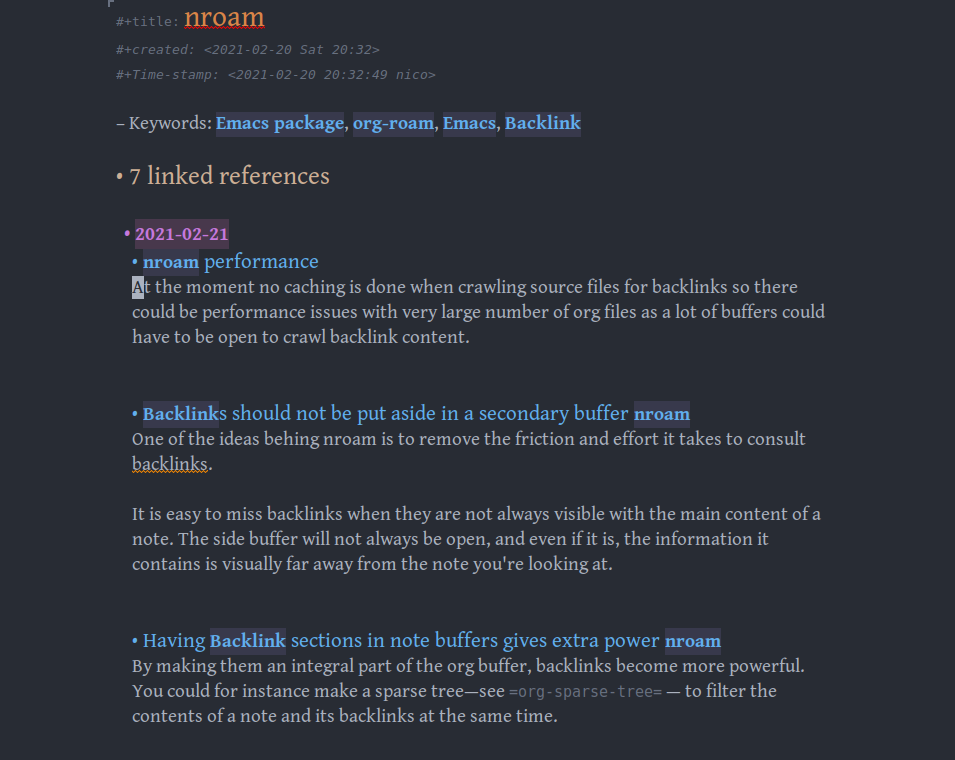 #+title: nroam
#+created: <2021-02-20 Sat 20:32>
#+Time-stamp: <2021-02-20 20:32:49 nico>
– Keywords: Emacs package, org-roam, Emacs, Backlink
• 7 linked references
• 2021-02-21
• nroam performance
At the moment no caching is done when crawling source files for backlinks so there
could be performance issues with very large number of org files as a lot of buffers could
have to be open to crawl backlink content.
• Backlinks should not be put aside in a secondary buffer nroam
One of the ideas behing nroam is to remove the friction and effort it takes to consult
backlinks.
It is easy to miss backlinks when they are not always visible with the main content of a
note. The side buffer will not always be open, and even if it is, the information it
contains is visually far away from the note you're looking at.
• Having Backlink sections in note buffers gives extra power nroam
By making them an integral part of the org buffer, backlinks become more powerful.
You could for instance make a sparse tree—see =org-sparse-tree= — to filter the
contents of a note and its backlinks at the same time.